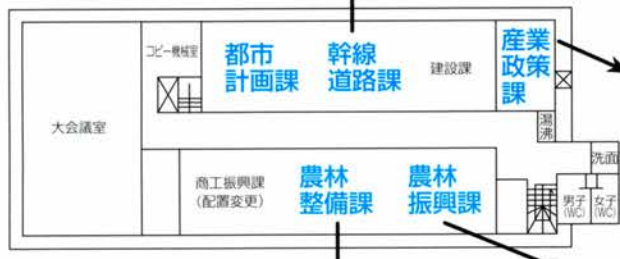 コピー機械室
都市
計画課
幹線
道路課
建設課
産業
政策
課
大会議室
湯沸
洗面
商工振興課
(配置変更)
農林
整備課
農林
振興課
男子
(WC)
女子
(WC)